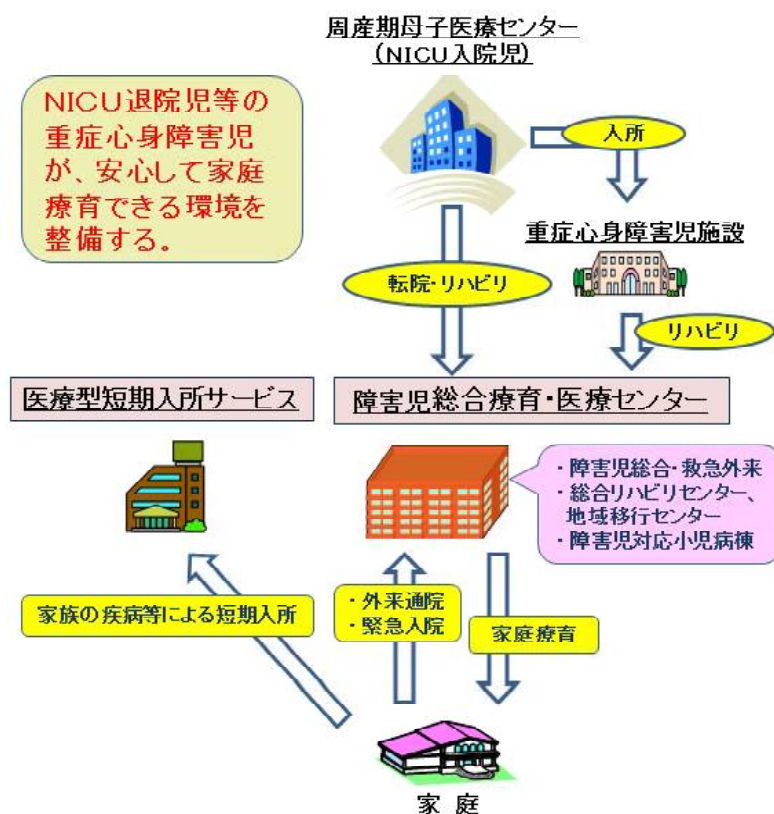 周産期母子医療センター
（NICU入院児）
NICU退院児等の
重症心身障害児
が、安心して家庭
療育できる環境を
整備する。
入所
重症心身障害児施設
転院・リハビリ
リハビリ
医療型短期入所サービス
障害児総合療育・医療センター
・障害児総合・救急外来
・総合リハビリセンター、
地域移行センター
・障害児対応小児病棟
家族の疾病等による短期入所
・外来通院
・緊急入院
家庭療育
家庭